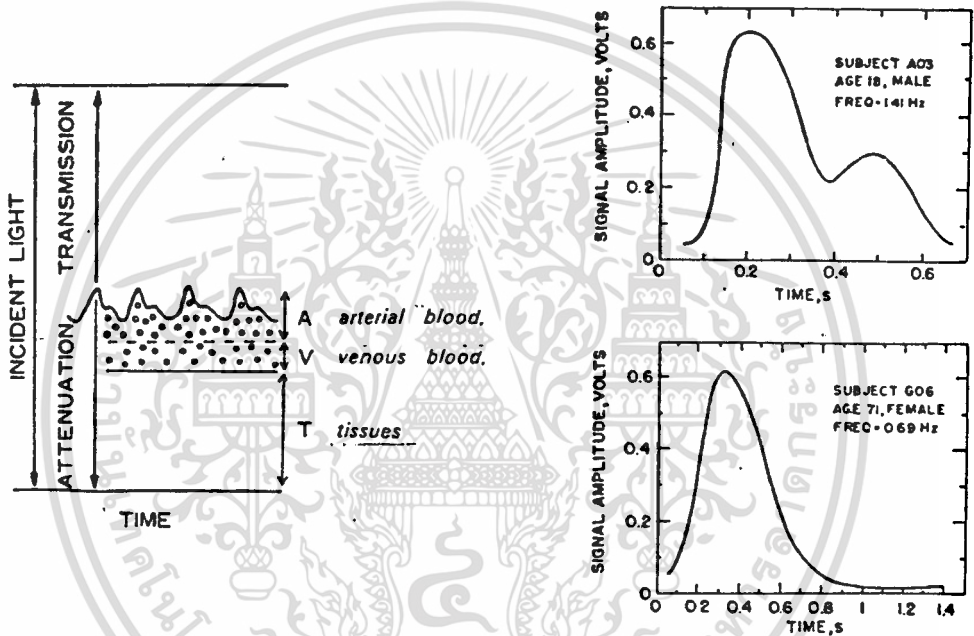 INCIDENT LIGHT
ATTENUATION
TRANSMISSION
A arterial blood.
V venous blood.
T tissues
TIME
SIGNAL AMPLITUDE, VOLTS
0.6
0.4
0.2
0
SUBJECT A03
AGE 18, MALE
FREQ=1.41 Hz
0 0.2 0.4 0.6
TIME, s
SIGNAL AMPLITUDE, VOLTS
0.6
0.4
0.2
0
SUBJECT G06
AGE 71, FEMALE
FREQ=0.69 Hz
0 0.2 0.4 0.6 0.8 1 1.2 1.4
TIME, s